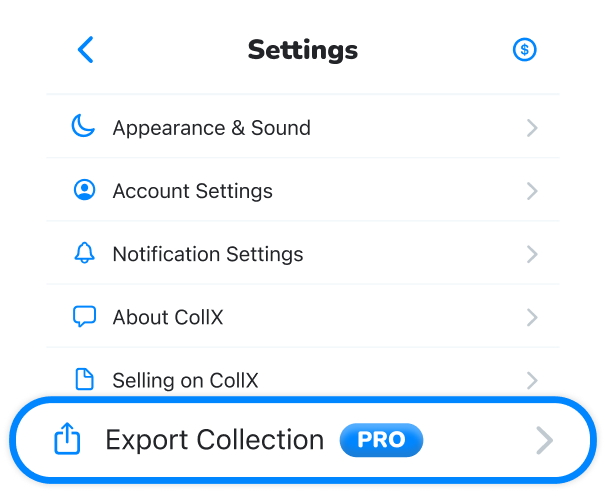 Settings
$
Appearance & Sound
Account Settings
Notification Settings
About CollX
Selling on CollX
Export Collection PRO